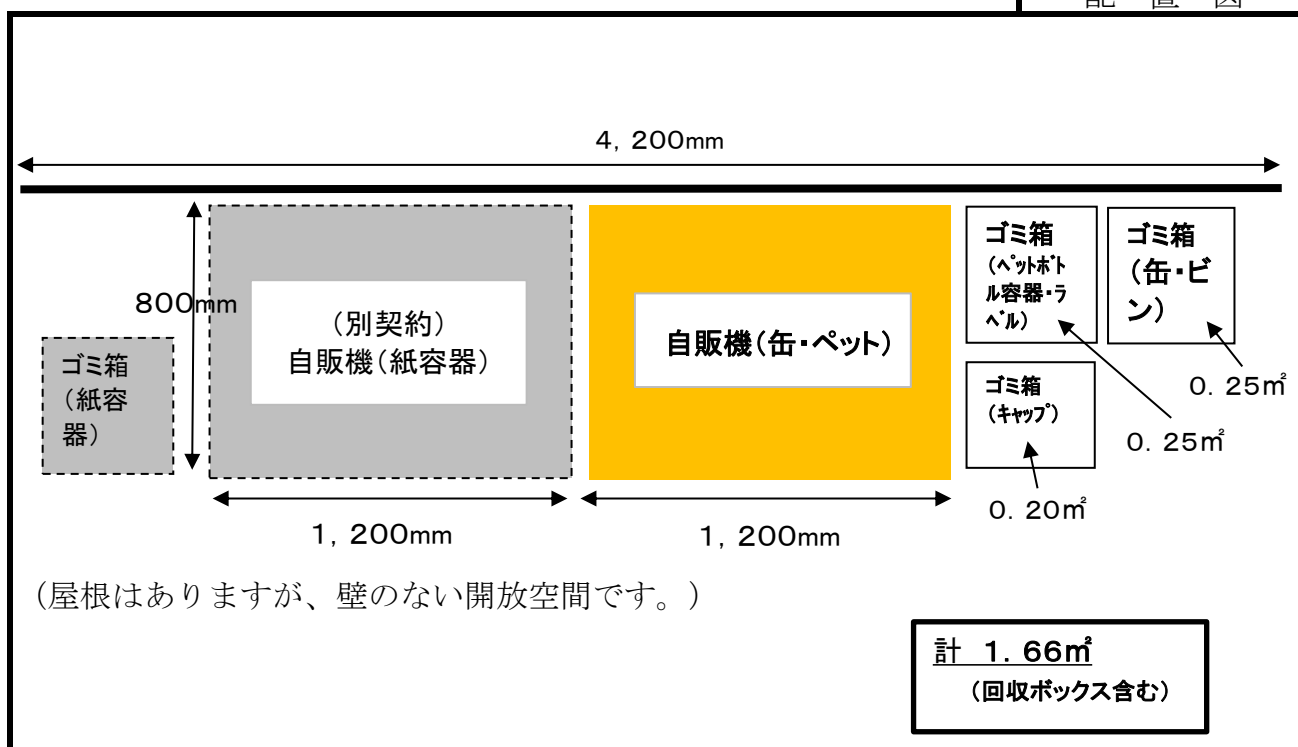 配 置 図
4，200mm
800mm
ゴミ箱
（紙容
器）
（別契約）
自販機（紙容器）
自販機（缶・ペット）
ゴミ箱
（ペットボト
ル容器・ラ
ベル）
ゴミ箱
（缶・ビ
ン）
ゴミ箱
（キャップ）
0．25㎡
0．25㎡
0．20㎡
1，200mm
1，200mm
（屋根はありますが、壁のない開放空間です。）
計 1．66㎡
（回収ボックス含む）